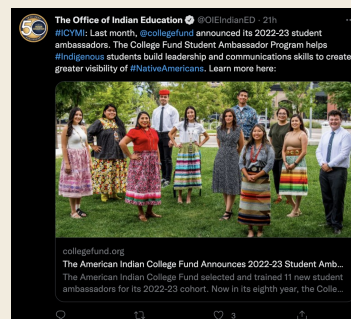 50
The Office of Indian Education @OIEIndianED · 21h
#ICYMI: Last month, @collegefund announced its 2022-23 student
ambassadors. The College Fund Student Ambassador Program helps
#Indigenous students build leadership and communications skills to create
greater visibility of #NativeAmericans. Learn more here:
collegefund.org
The American Indian College Fund Announces 2022-23 Student Amb...
The American Indian College Fund selected and trained 11 new student
ambassadors for its 2022-23 cohort. Now in its eighth year, the Colle...
3